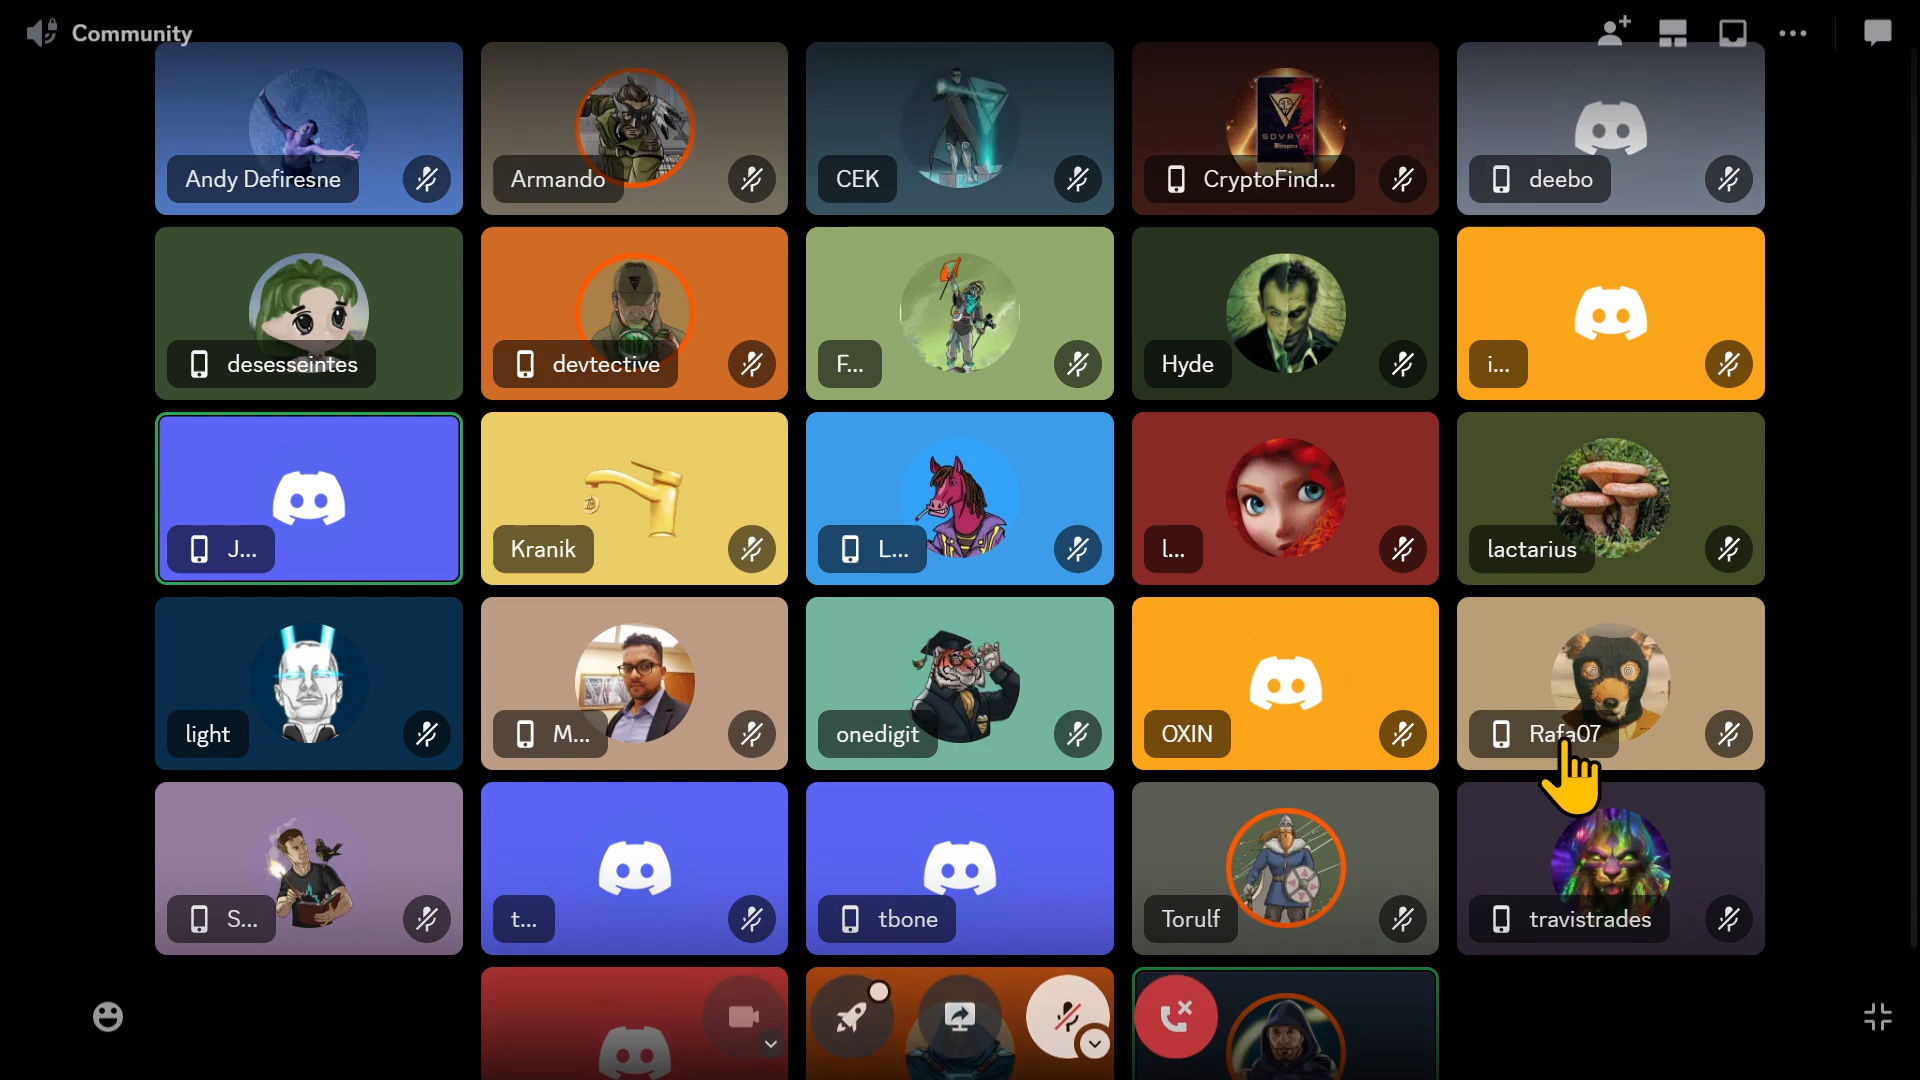 Community
Andy Defiresne
Armando
CEK
SOVRYN
CryptoFind...
deebo
desesseintes
devtective
F...
Hyde
i...
J...
Kranik
L...
l...
lactarius
light
M...
onedigit
OXIN
Rafa07
S...
t...
tbone
Torulf
travistrades